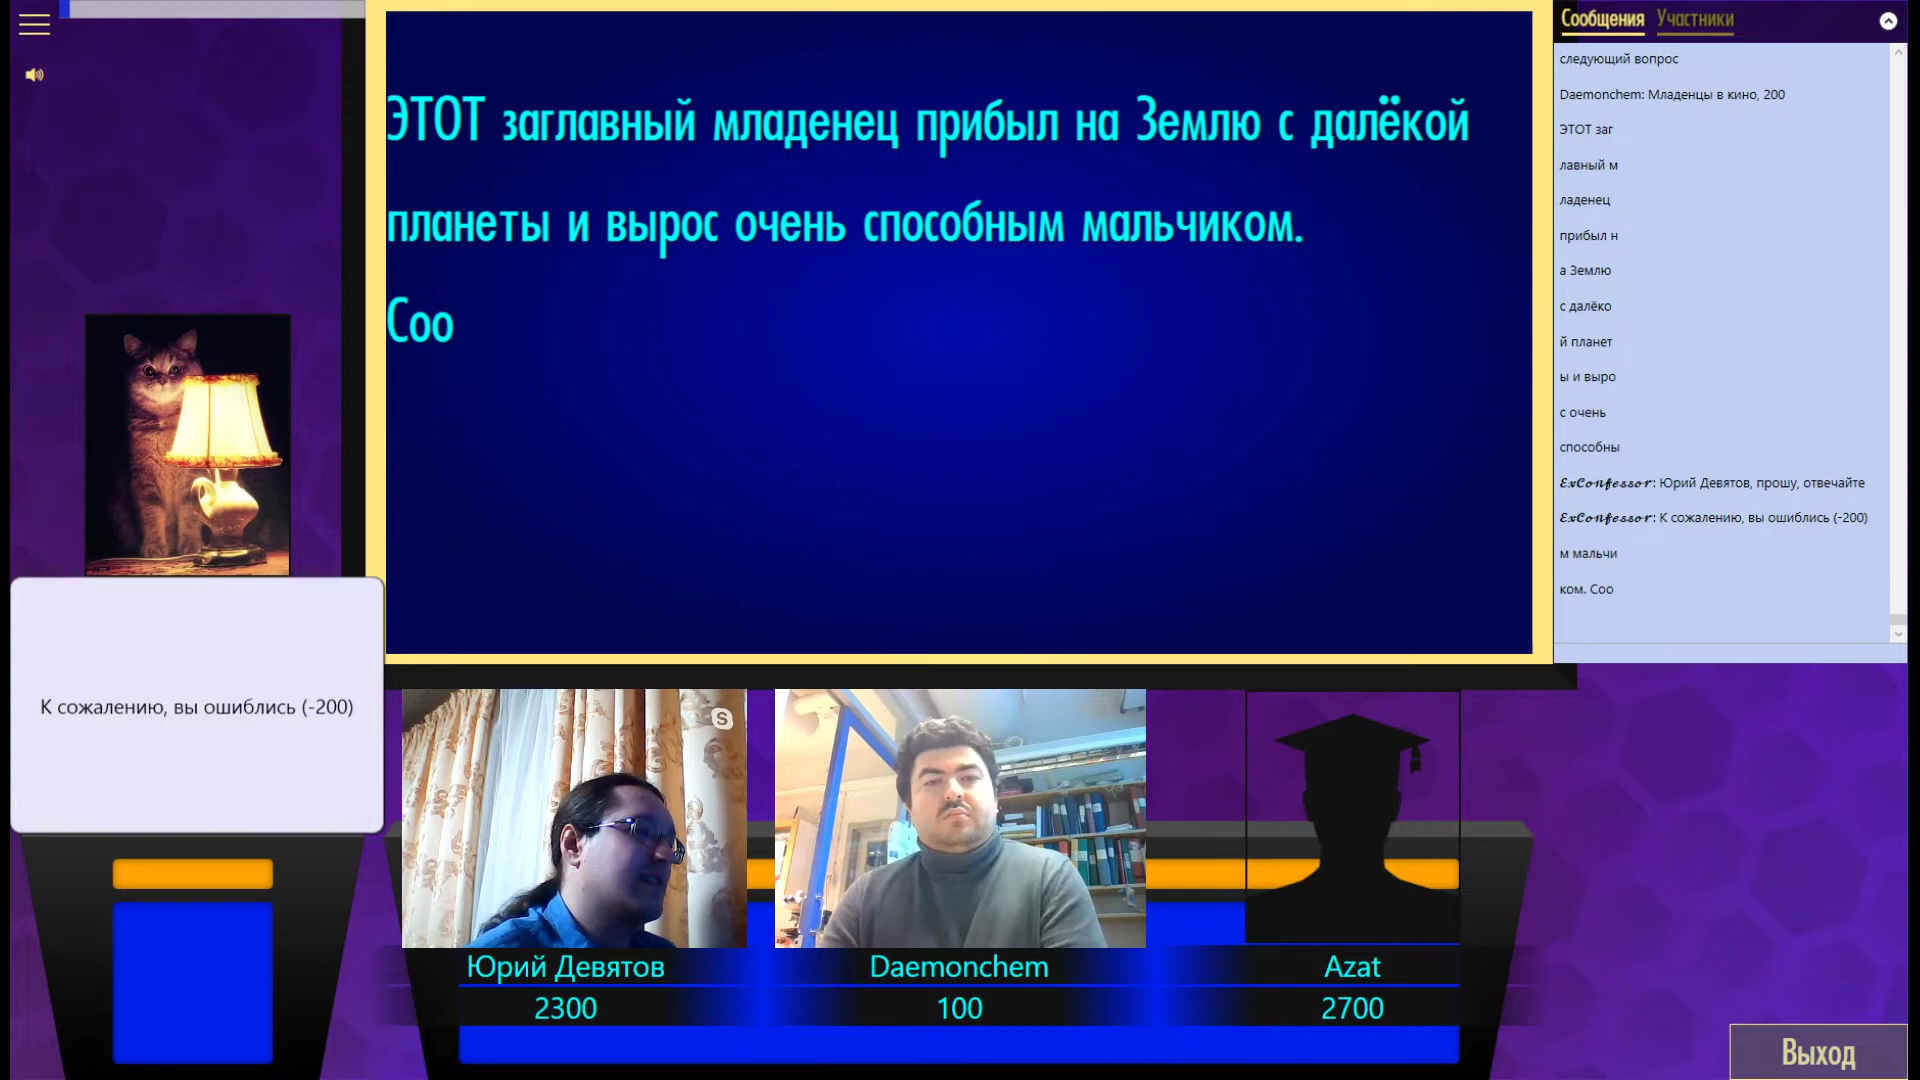 ЭТОТ заглавный младенец прибыл на Землю с далёкой
планеты и вырос очень способным мальчиком.
Соо
Сообщения Участники
следующий вопрос
Daemonchem: Младенцы в кино, 200
ЭТОТ заг
лавный м
ладенец
прибыл н
а Землю
с далёко
й планет
ы и выро
с очень
способны
ExConfessor: Юрий Девятов, прошу, отвечайте
ExConfessor: К сожалению, вы ошиблись (-200)
м мальчи
ком. Соо
К сожалению, вы ошиблись (-200)
S
Юрий Девятов
2300
Daemonchem
100
Azat
2700
Выход